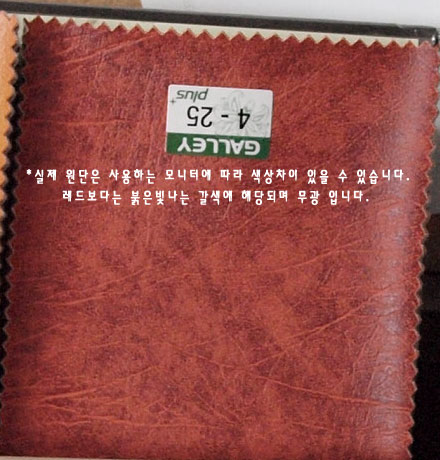 GALLEY
4 - 25
plus
*실제 원단은 사용하는 모니터에 따라 색상차이 있을 수 있습니다.
레드보다는 붉은빛나는 갈색에 해당되며 무광 입니다.